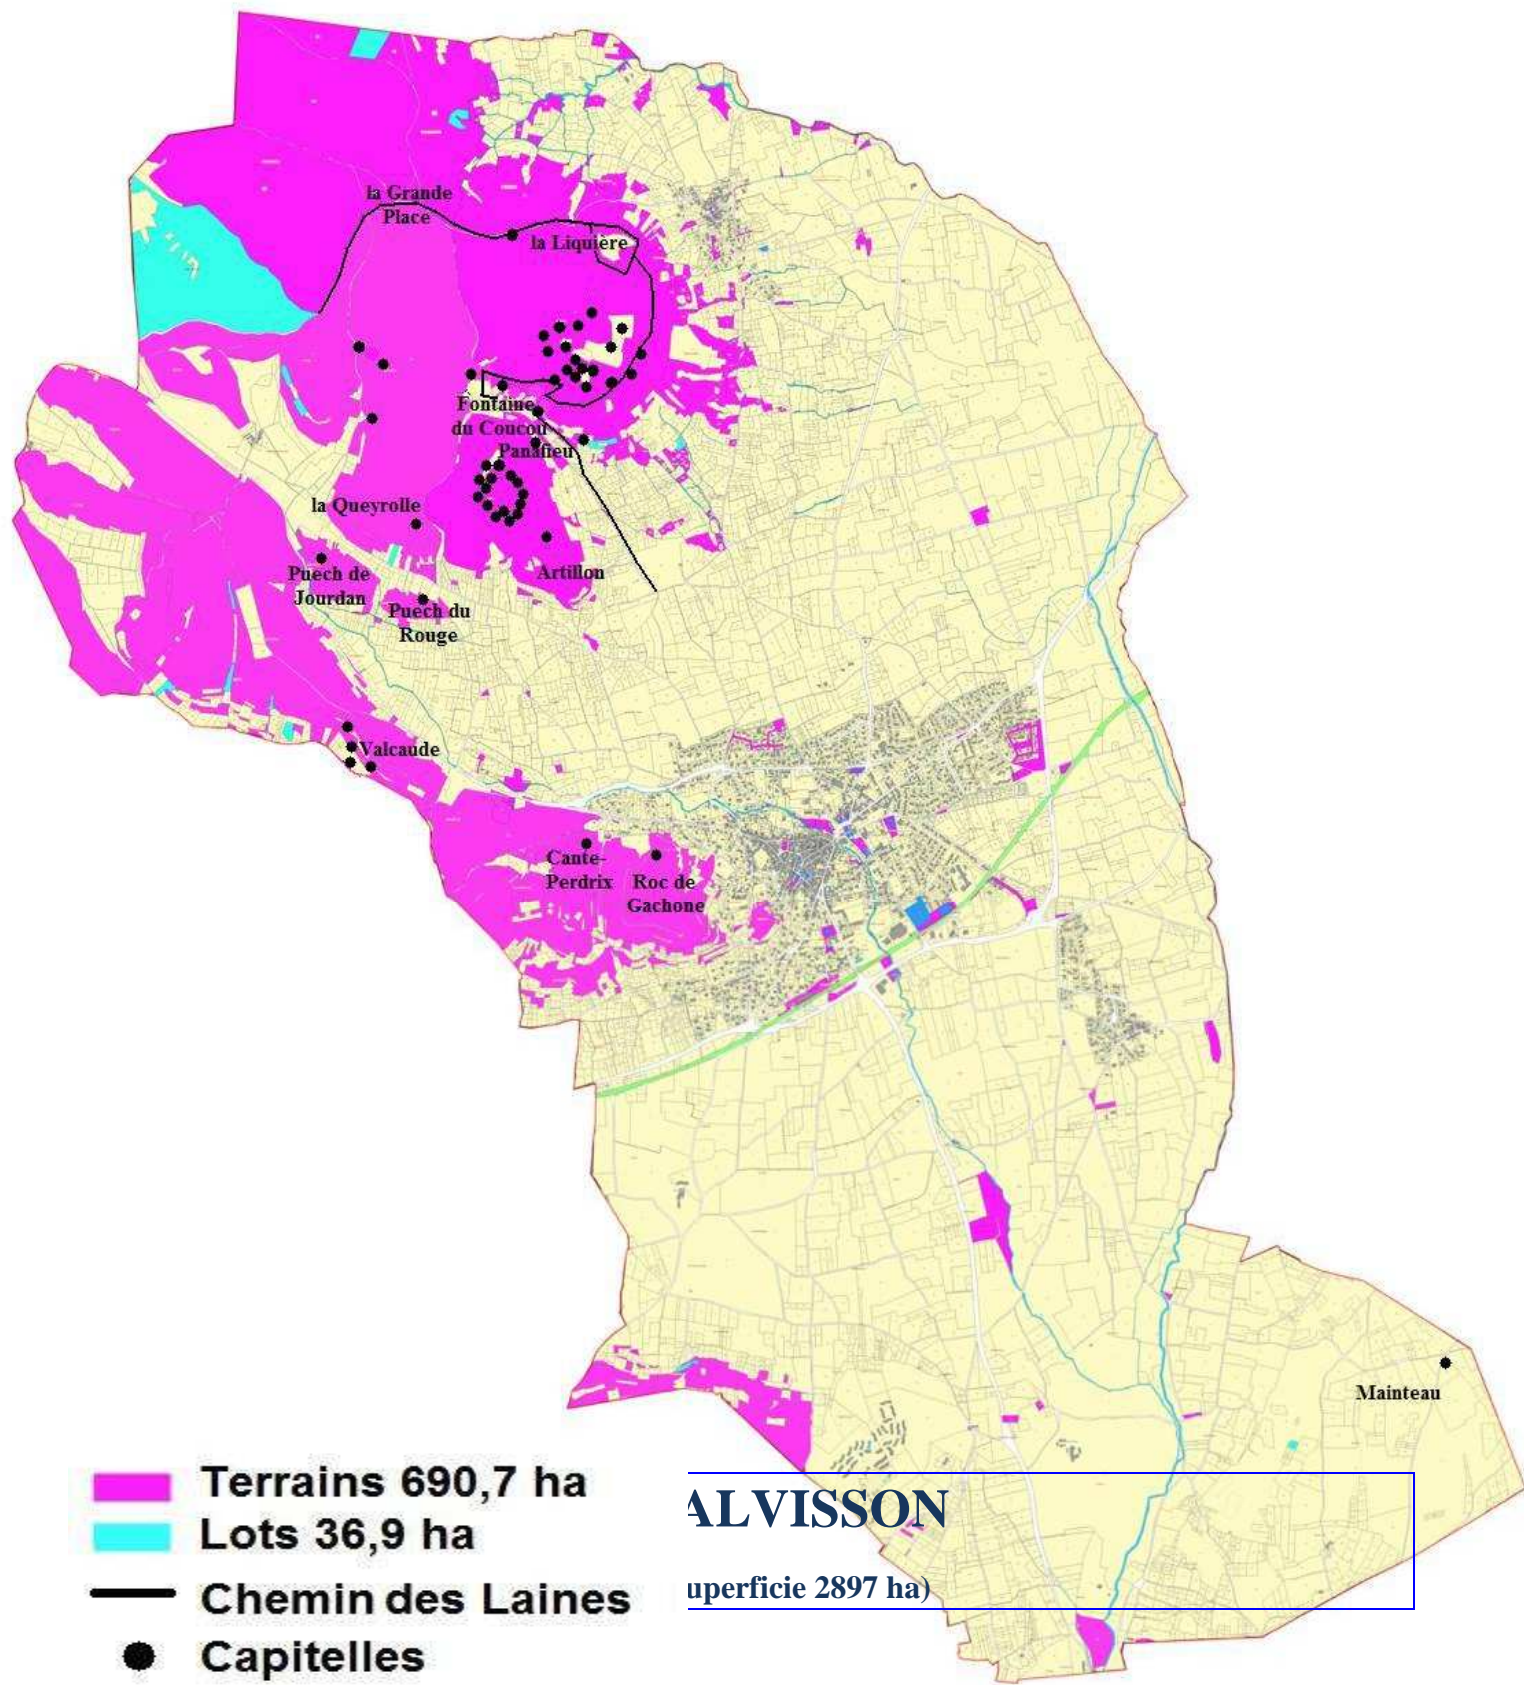 la Grande
Place
la Liquière
Fontaine
du Coucou
Panafieu
la Queyrolle
Puech de
Jourdan
Artillon
Puech du
Rouge
Valcaude
Cante-
Perdrix
Roc de
Gachone
Mainteau
Terrains 690,7 ha
Lots 36,9 ha
Chemin des Laines
Capitelles
ALVISSON
uperficie 2897 ha)